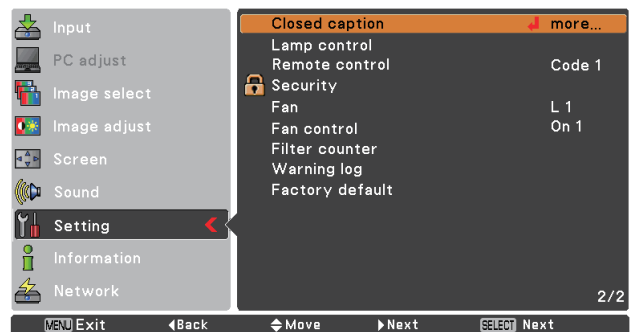 Input
PC adjust
Image select
Image adjust
Screen
Sound
Setting
Information
Network
Closed caption more...
Lamp control
Remote control Code 1
Security
Fan L 1
Fan control On 1
Filter counter
Warning log
Factory default
2/2
MENU Exit Back Move Next SELECT Next